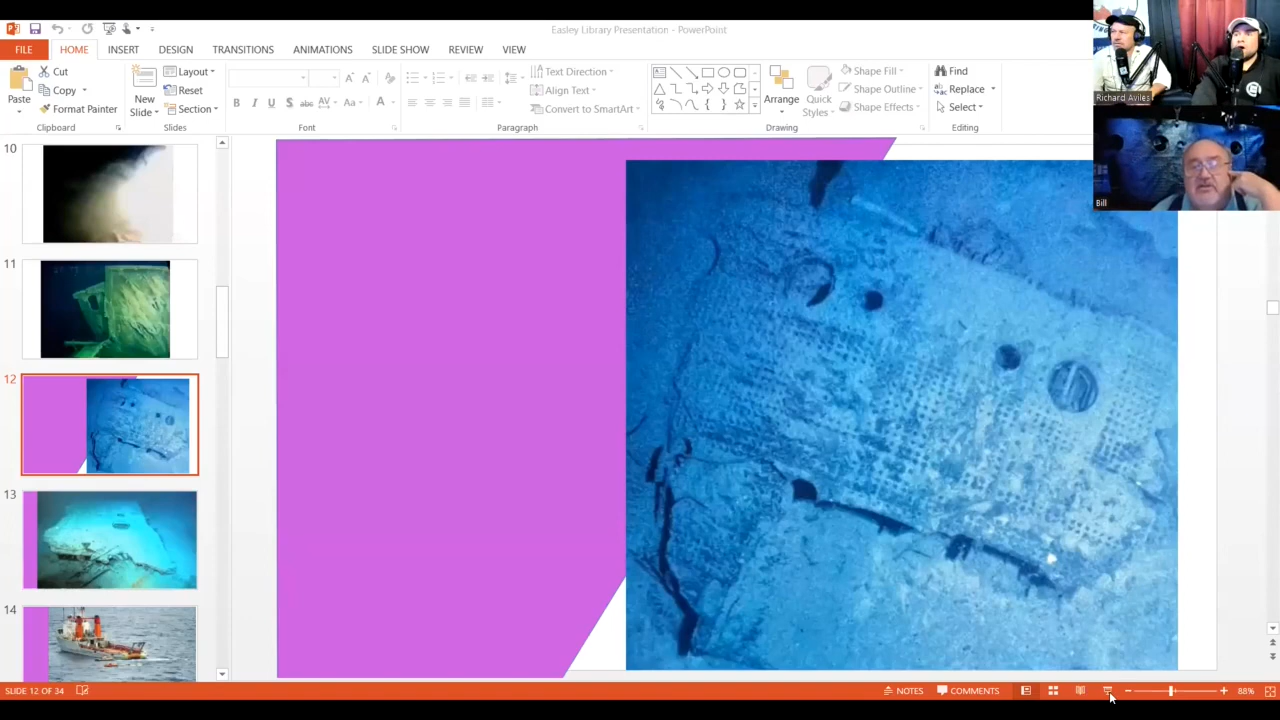 Easley Library Presentation - PowerPoint
FILE
HOME
INSERT
DESIGN
TRANSITIONS
ANIMATIONS
SLIDE SHOW
REVIEW
VIEW
Paste
Cut
Copy
Format Painter
Clipboard
New
Slide
Layout
Reset
Section
Slides
B I U S abc AV Aa A
Font
Text Direction
Align Text
Convert to SmartArt
Paragraph
Arrange
Quick
Styles
Shape Fill
Shape Outline
Shape Effects
Drawing
Find
Replace
Select
Editing
Richard Aviles
Bill
10
11
12
13
14
SLIDE 12 OF 34
NOTES
COMMENTS
88%